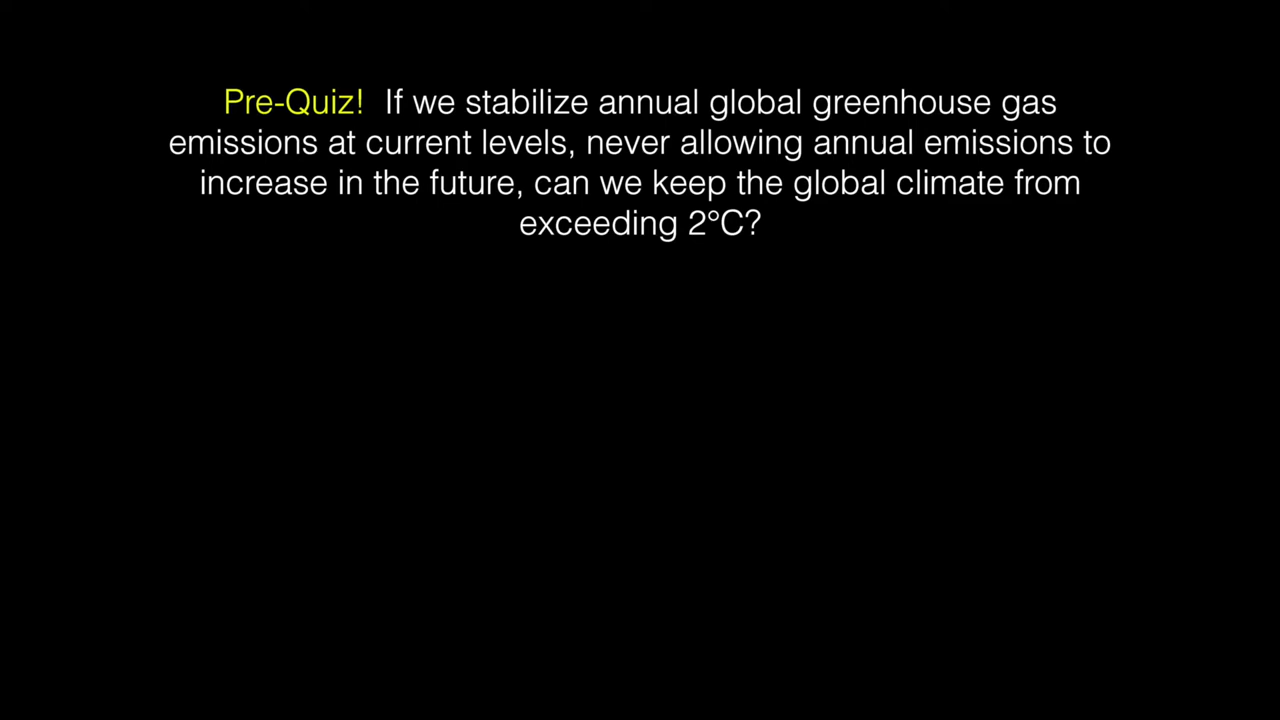 Pre-Quiz! If we stabilize annual global greenhouse gas
emissions at current levels, never allowing annual emissions to
increase in the future, can we keep the global climate from
exceeding 2°C?